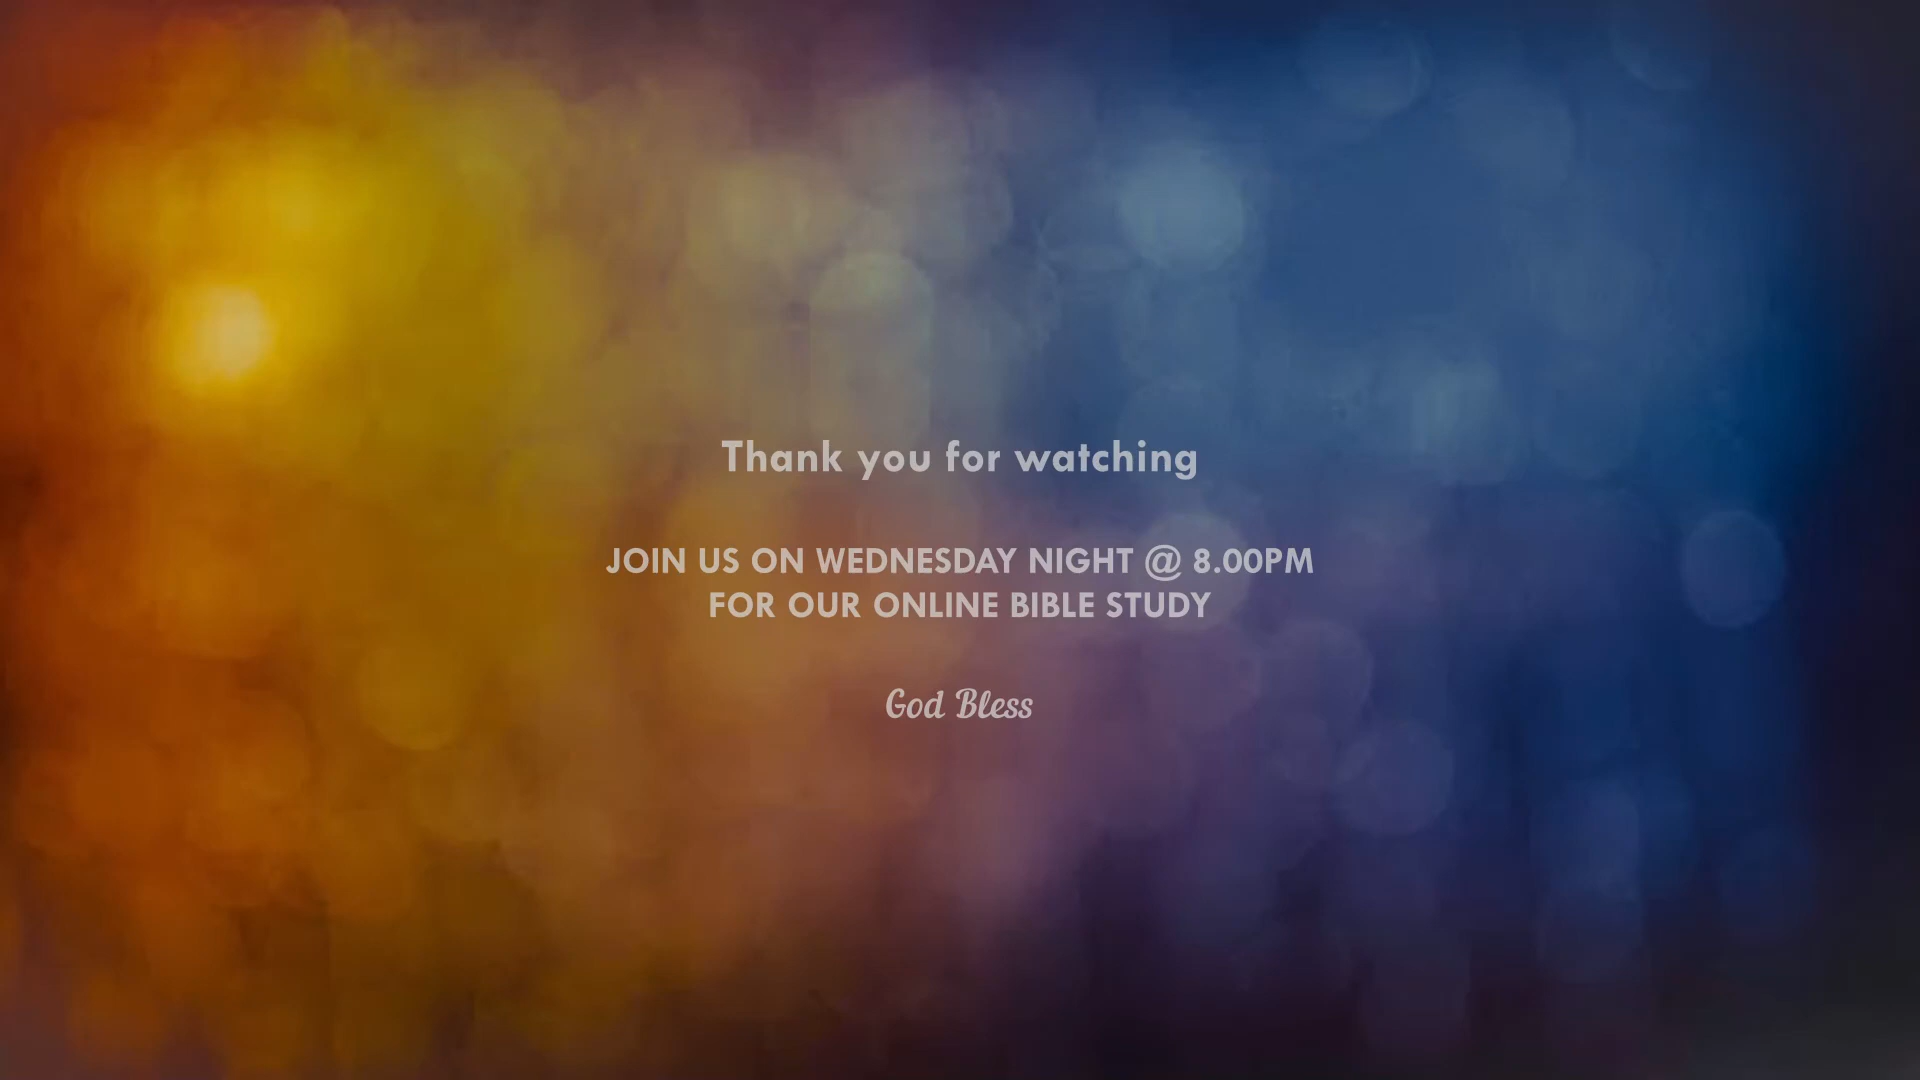 Thank you for watching
JOIN US ON WEDNESDAY NIGHT @ 8.00PM
FOR OUR ONLINE BIBLE STUDY
God Bless